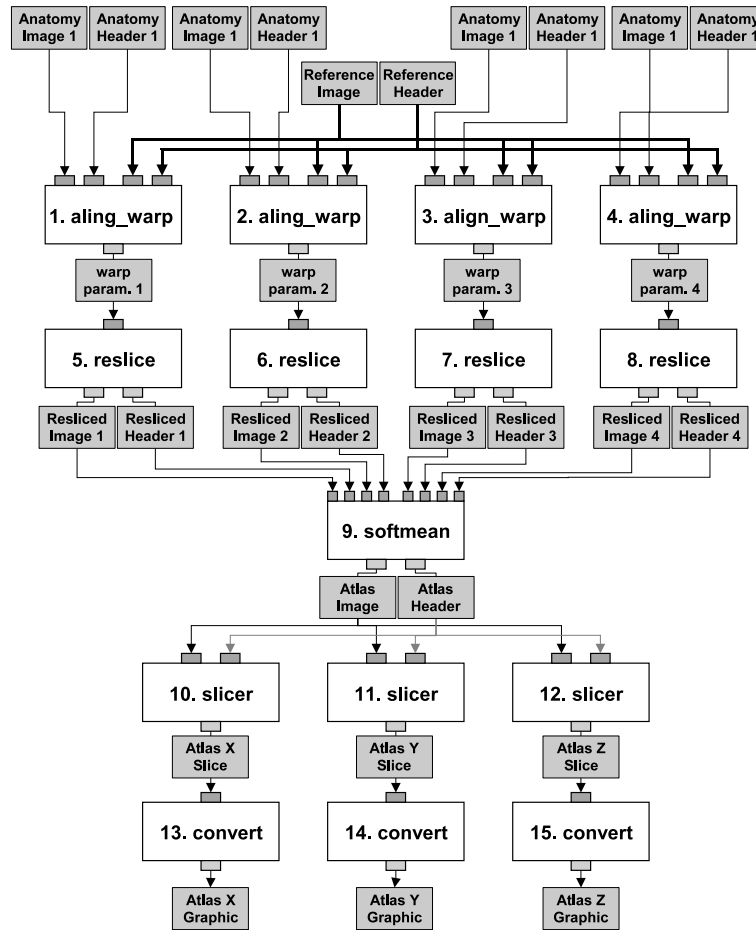 Anatomy
Image 1
Anatomy
Header 1
Anatomy
Image 1
Anatomy
Header 1
Anatomy
Image 1
Anatomy
Header 1
Anatomy
Image 1
Anatomy
Header 1
Reference
Image
Reference
Header
1. aling_warp
2. aling_warp
3. align_warp
4. aling_warp
warp
param. 1
warp
param. 2
warp
param. 3
warp
param. 4
5. reslice
6. reslice
7. reslice
8. reslice
Resliced
Image 1
Resliced
Header 1
Resliced
Image 2
Resliced
Header 2
Resliced
Image 3
Resliced
Header 3
Resliced
Image 4
Resliced
Header 4
9. softmean
Atlas
Image
Atlas
Header
10. slicer
11. slicer
12. slicer
Atlas X
Slice
Atlas Y
Slice
Atlas Z
Slice
13. convert
14. convert
15. convert
Atlas X
Graphic
Atlas Y
Graphic
Atlas Z
Graphic